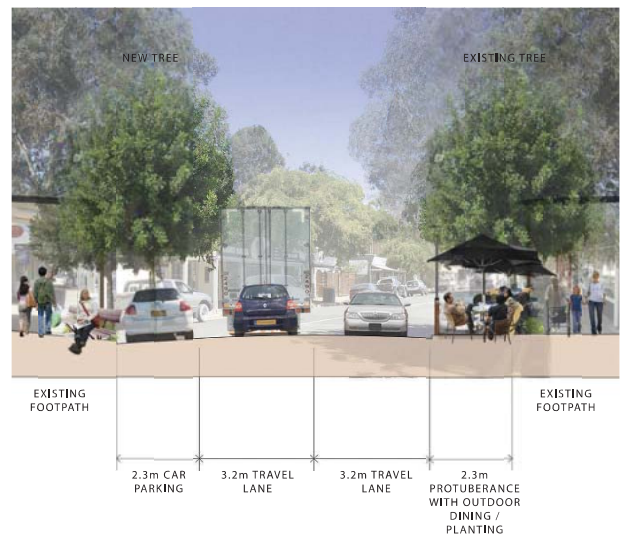 NEW TREE
EXISTING TREE
EXISTING
FOOTPATH
EXISTING
FOOTPATH
2.3m CAR
PARKING
3.2m TRAVEL
LANE
3.2m TRAVEL
LANE
2.3m
PROTUBERANCE
WITH OUTDOOR
DINING /
PLANTING